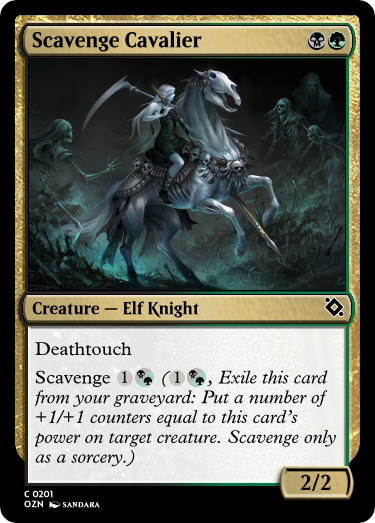 Scavenge Cavalier
Creature — Elf Knight
Deathtouch
Scavenge 1 (1, Exile this card
from your graveyard: Put a number of
+1/+1 counters equal to this card's
power on target creature. Scavenge only
as a sorcery.)
2/2
C 0201
OZN SANDARA